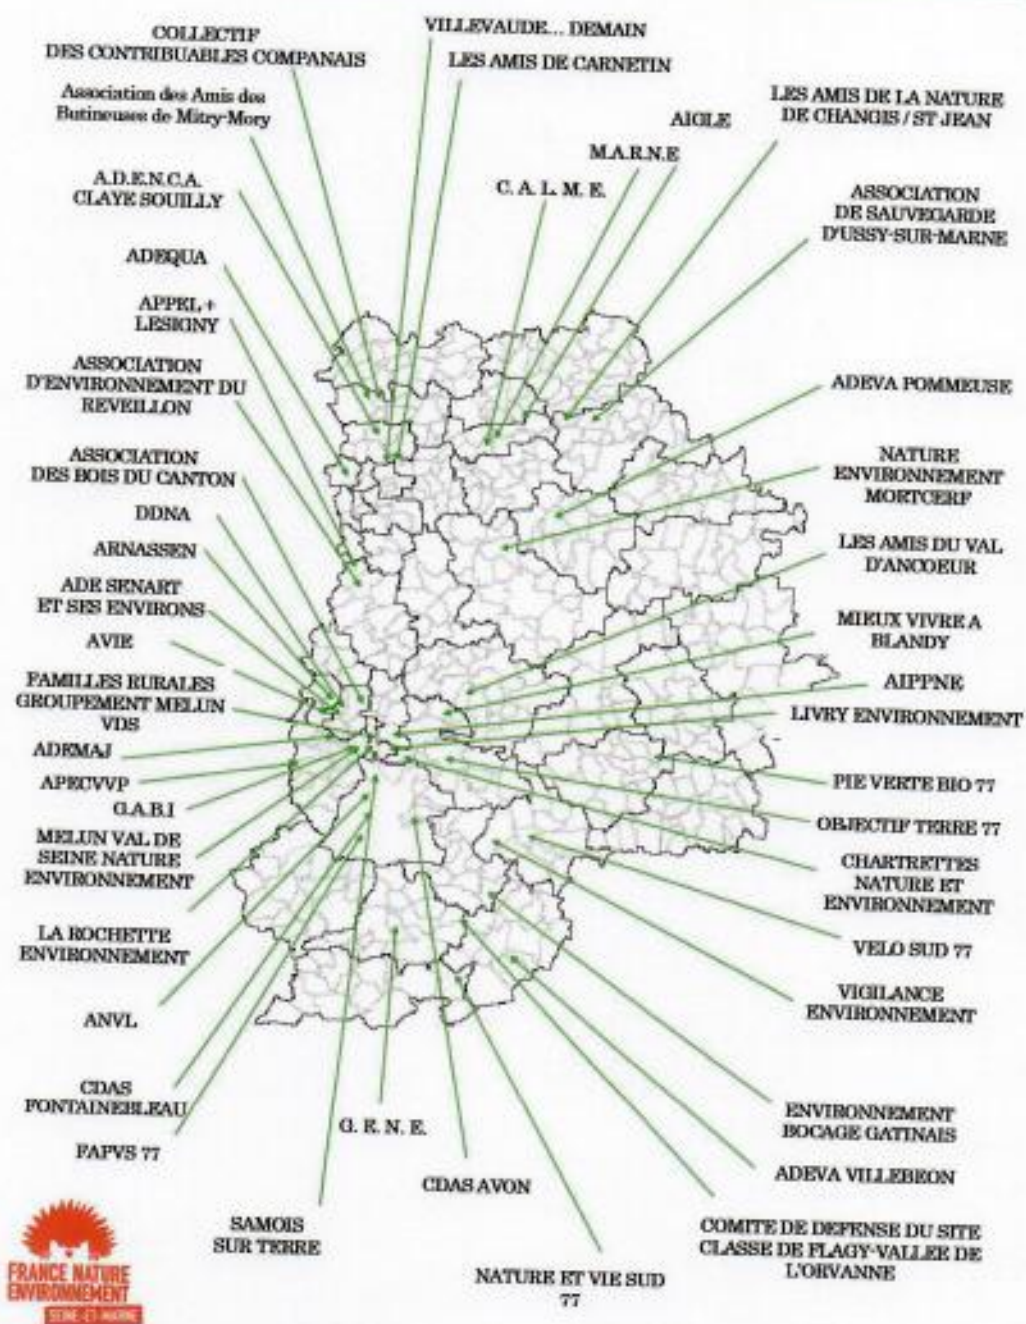 COLLECTIF
DES CONTRIBUABLES COMPANAIS
VILLEVAUDE... DEMAIN
LES AMIS DE CARNETIN
Association des Amis des
Butineuses de Mitry-Mory
LES AMIS DE LA NATURE
DE CHANGIS / ST JEAN
AIGLE
M.A.R.N.E
C. A. L. M. E.
A.D.E.N.C.A.
CLAYE SOUILLY
ASSOCIATION
DE SAUVEGARDE
D'USSY-SUR-MARNE
ADEQUA
APPEL +
LESIGNY
ASSOCIATION
D'ENVIRONNEMENT DU
REVEILLON
ADEVA POMMEUSE
ASSOCIATION
DES BOIS DU CANTON
NATURE
ENVIRONNEMENT
MORTCERF
DDNA
ARNASSEN
LES AMIS DU VAL
D'ANCOEUR
ADE SENART
ET SES ENVIRONS
MIEUX VIVRE A
BLANDY
AVIE
FAMILLES RURALES
GROUPEMENT MELUN
VDS
AIPPNE
LIVRY ENVIRONNEMENT
ADEMAJ
APECVVP
PIE VERTE BIO 77
G.A.B.I
OBJECTIF TERRE 77
MELUN VAL DE
SEINE NATURE
ENVIRONNEMENT
CHARTRETTES
NATURE ET
ENVIRONNEMENT
LA ROCHETTE
ENVIRONNEMENT
VELO SUD 77
VIGILANCE
ENVIRONNEMENT
ANVL
CDAS
FONTAINEBLEAU
G. E. N. E.
ENVIRONNEMENT
BOCAGE GATINAIS
FAPVS 77
CDAS AVON
ADEVA VILLEBEON
SAMOIS
SUR TERRE
COMITE DE DEFENSE DU SITE
CLASSE DE FLAGY-VALLEE DE
L'ORVANNE
NATURE ET VIE SUD
77
FRANCE NATURE
ENVIRONNEMENT
SEINE-ET-MARNE